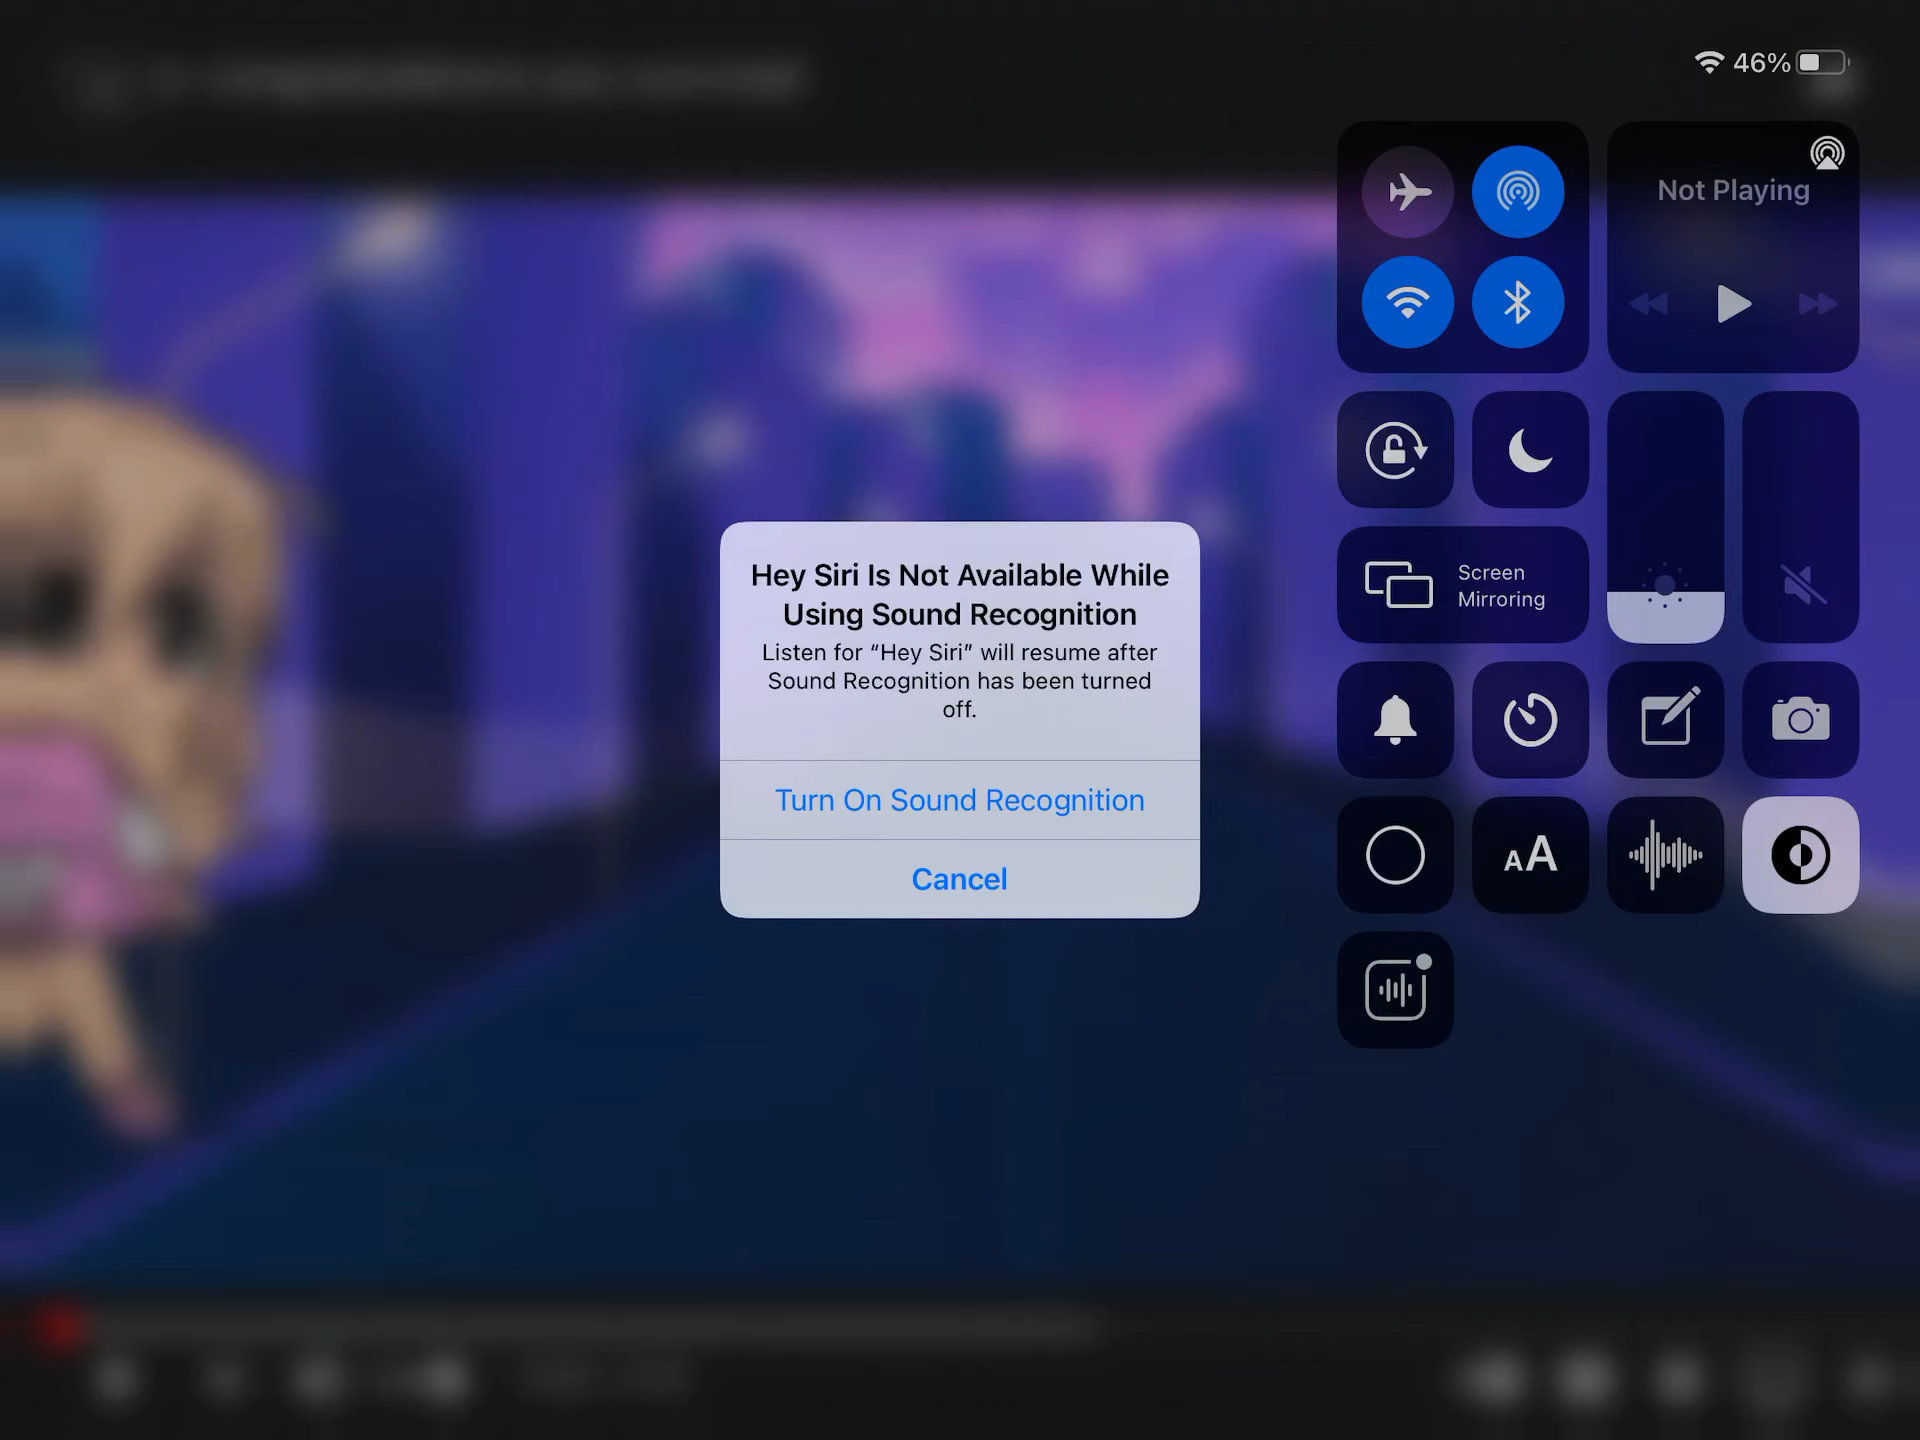 46%
Not Playing
Screen
Mirroring
Hey Siri Is Not Available While
Using Sound Recognition
Listen for “Hey Siri” will resume after
Sound Recognition has been turned
off.
Turn On Sound Recognition
Cancel
AA